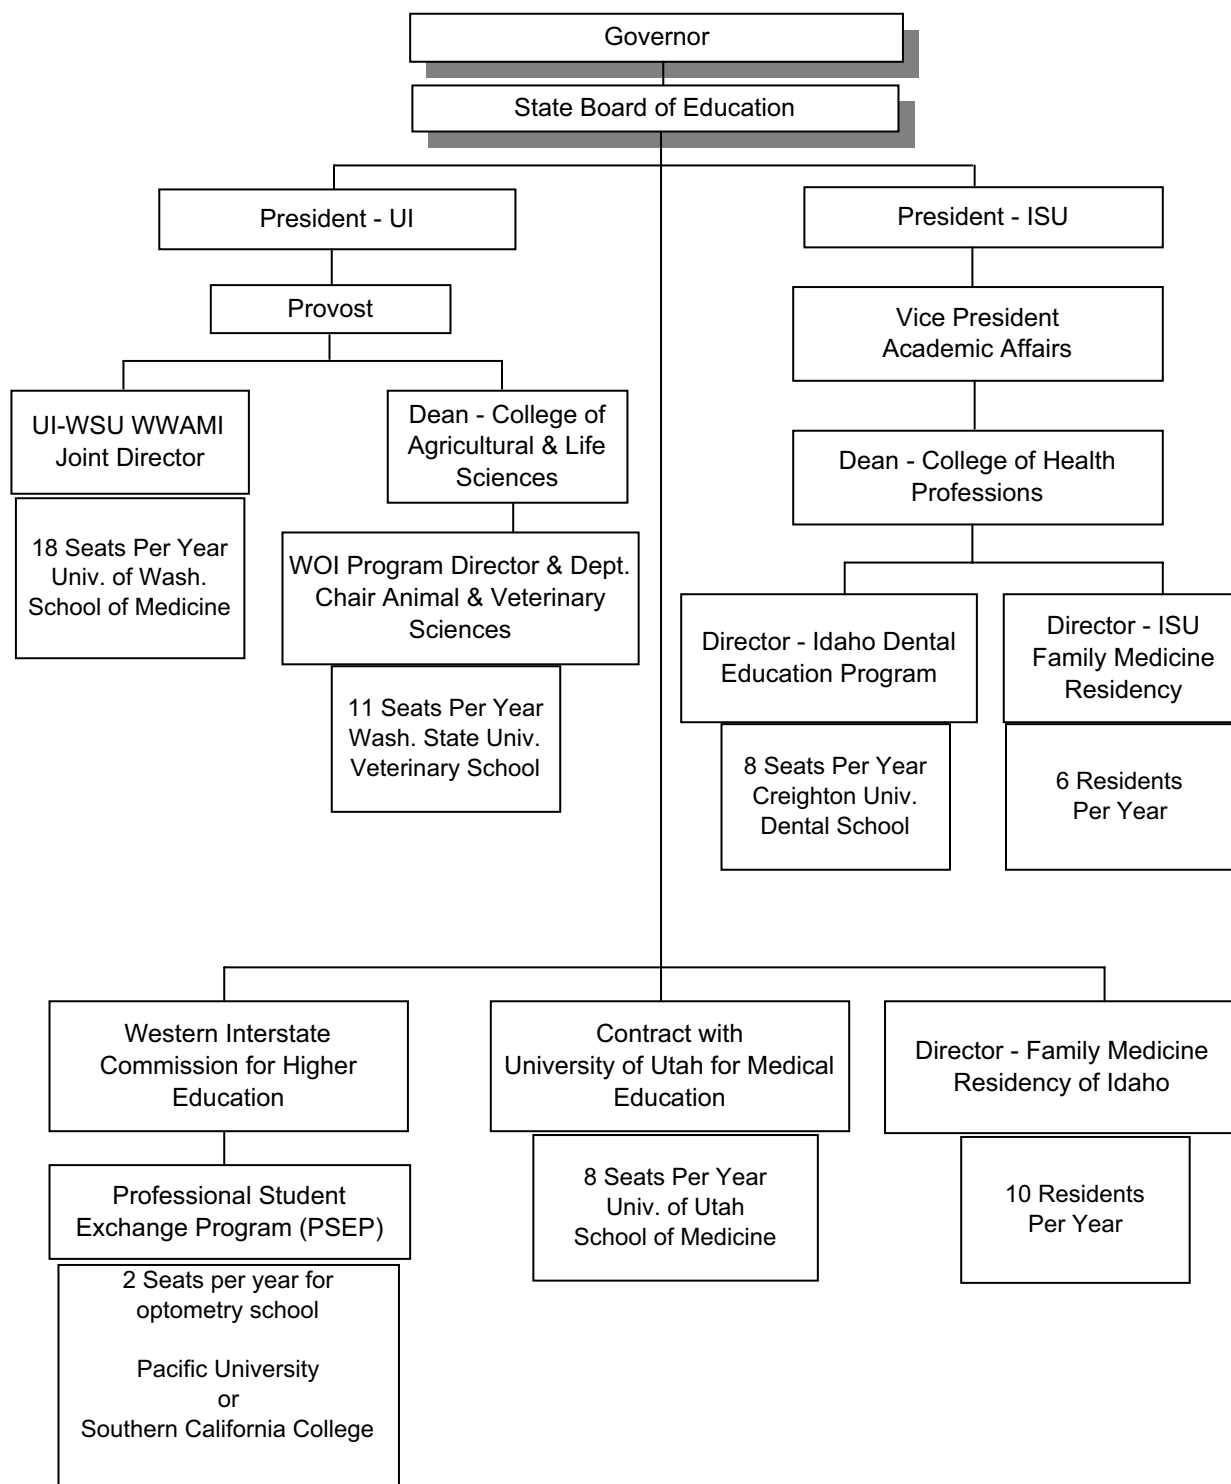 Governor
State Board of Education
President - UI
President - ISU
Provost
Vice President
Academic Affairs
UI-WSU WWAMI
Joint Director
Dean - College of
Agricultural & Life
Sciences
Dean - College of Health
Professions
18 Seats Per Year
Univ. of Wash.
School of Medicine
WOI Program Director & Dept.
Chair Animal & Veterinary
Sciences
Director - Idaho Dental
Education Program
Director - ISU
Family Medicine
Residency
11 Seats Per Year
Wash. State Univ.
Veterinary School
8 Seats Per Year
Creighton Univ.
Dental School
6 Residents
Per Year
Western Interstate
Commission for Higher
Education
Contract with
University of Utah for Medical
Education
Director - Family Medicine
Residency of Idaho
Professional Student
Exchange Program (PSEP)
8 Seats Per Year
Univ. of Utah
School of Medicine
10 Residents
Per Year
2 Seats per year for
optometry school
Pacific University
or
Southern California College